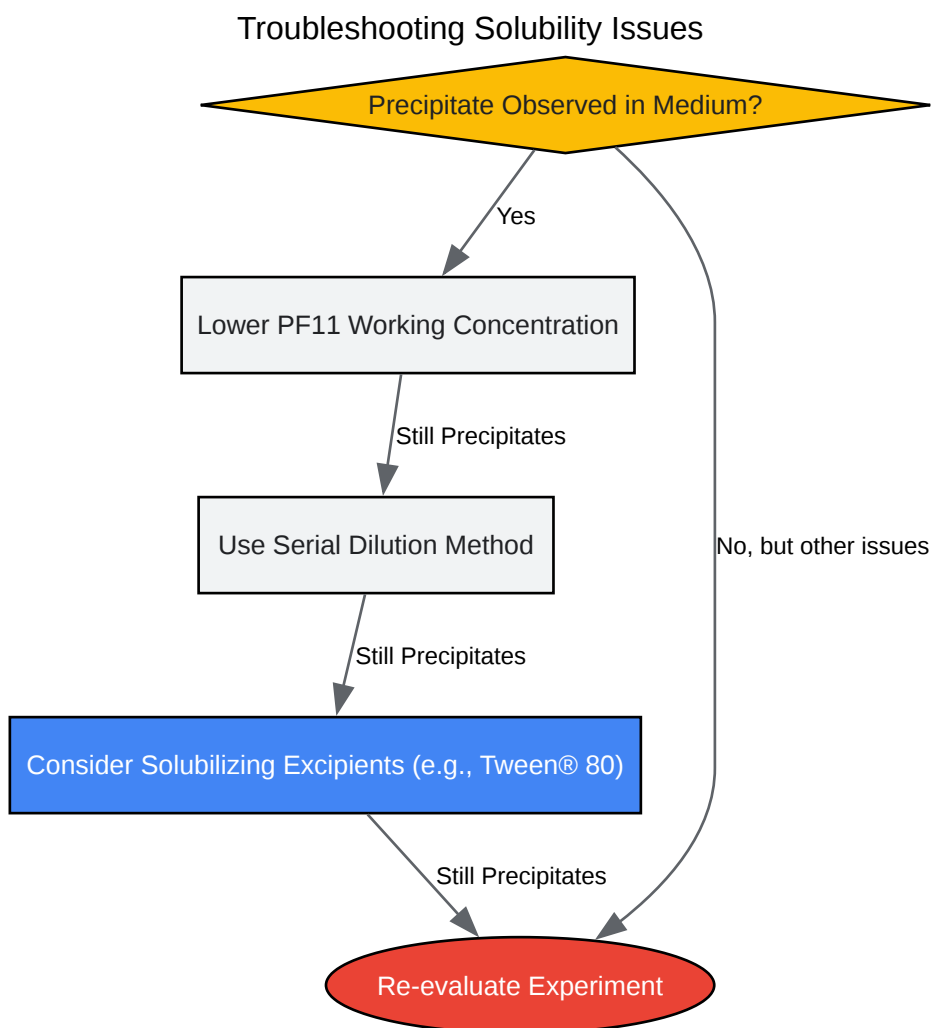 Troubleshooting Solubility Issues
Precipitate Observed in Medium?
Yes
Lower PF11 Working Concentration
Still Precipitates
Use Serial Dilution Method
No, but other issues
Still Precipitates
Consider Solubilizing Excipients (e.g., Tween® 80)
Still Precipitates
Re-evaluate Experiment